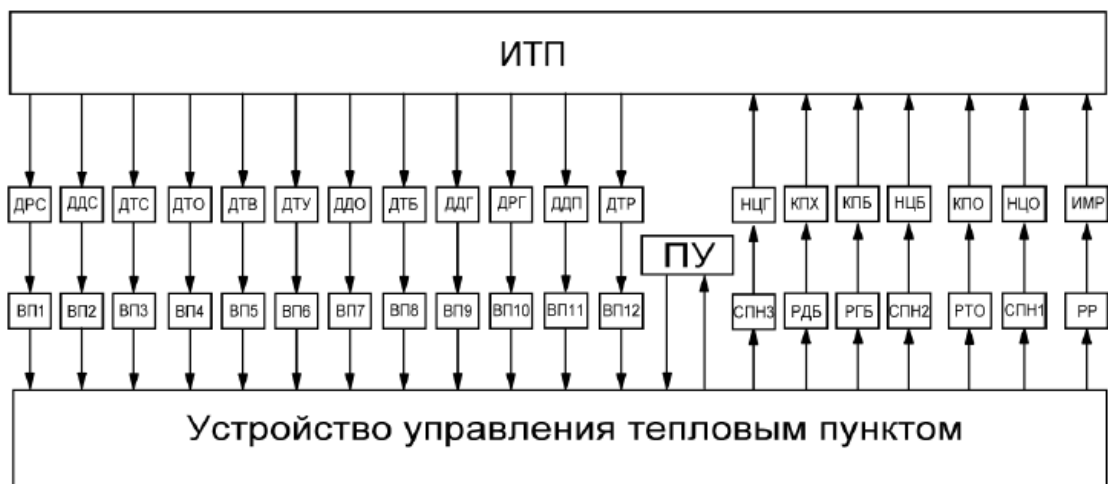 ИТП
ДРС ДДС ДТС ДТО ДТВ ДТУ ДДО ДТБ ДДГ ДРГ ДДП ДТР НЦГ КПХ КПБ НЦБ КПО НЦО ИМР
ПУ
ВП1 ВП2 ВП3 ВП4 ВП5 ВП6 ВП7 ВП8 ВП9 ВП10 ВП11 ВП12 СПН3 РДБ РГБ СПН2 РТО СПН1 РР
Устройство управления тепловым пунктом